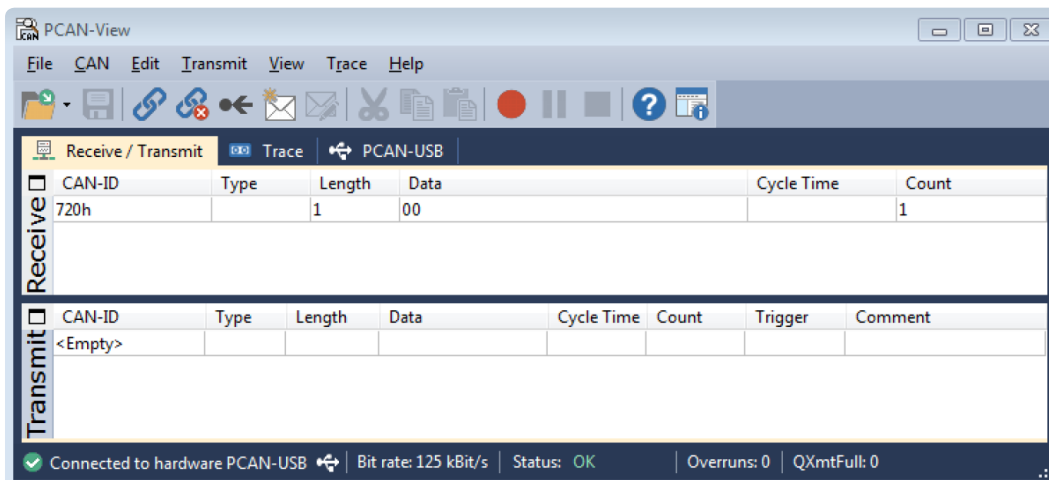 PCAN-View
File CAN Edit Transmit View Trace Help
Receive / Transmit Trace PCAN-USB
Receive
CAN-ID Type Length Data Cycle Time Count
720h 1 00 1
Transmit
CAN-ID Type Length Data Cycle Time Count Trigger Comment
<Empty>
Connected to hardware PCAN-USB Bit rate: 125 kBit/s Status: OK Overruns: 0 QXmtFull: 0